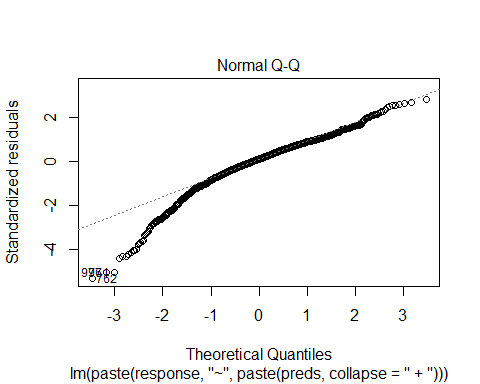 Normal Q-Q
Standardized residuals
2
0
-2
-4
762
-3 -2 -1 0 1 2 3
Theoretical Quantiles
lm(paste(response, "~", paste(preds, collapse = " + ")))